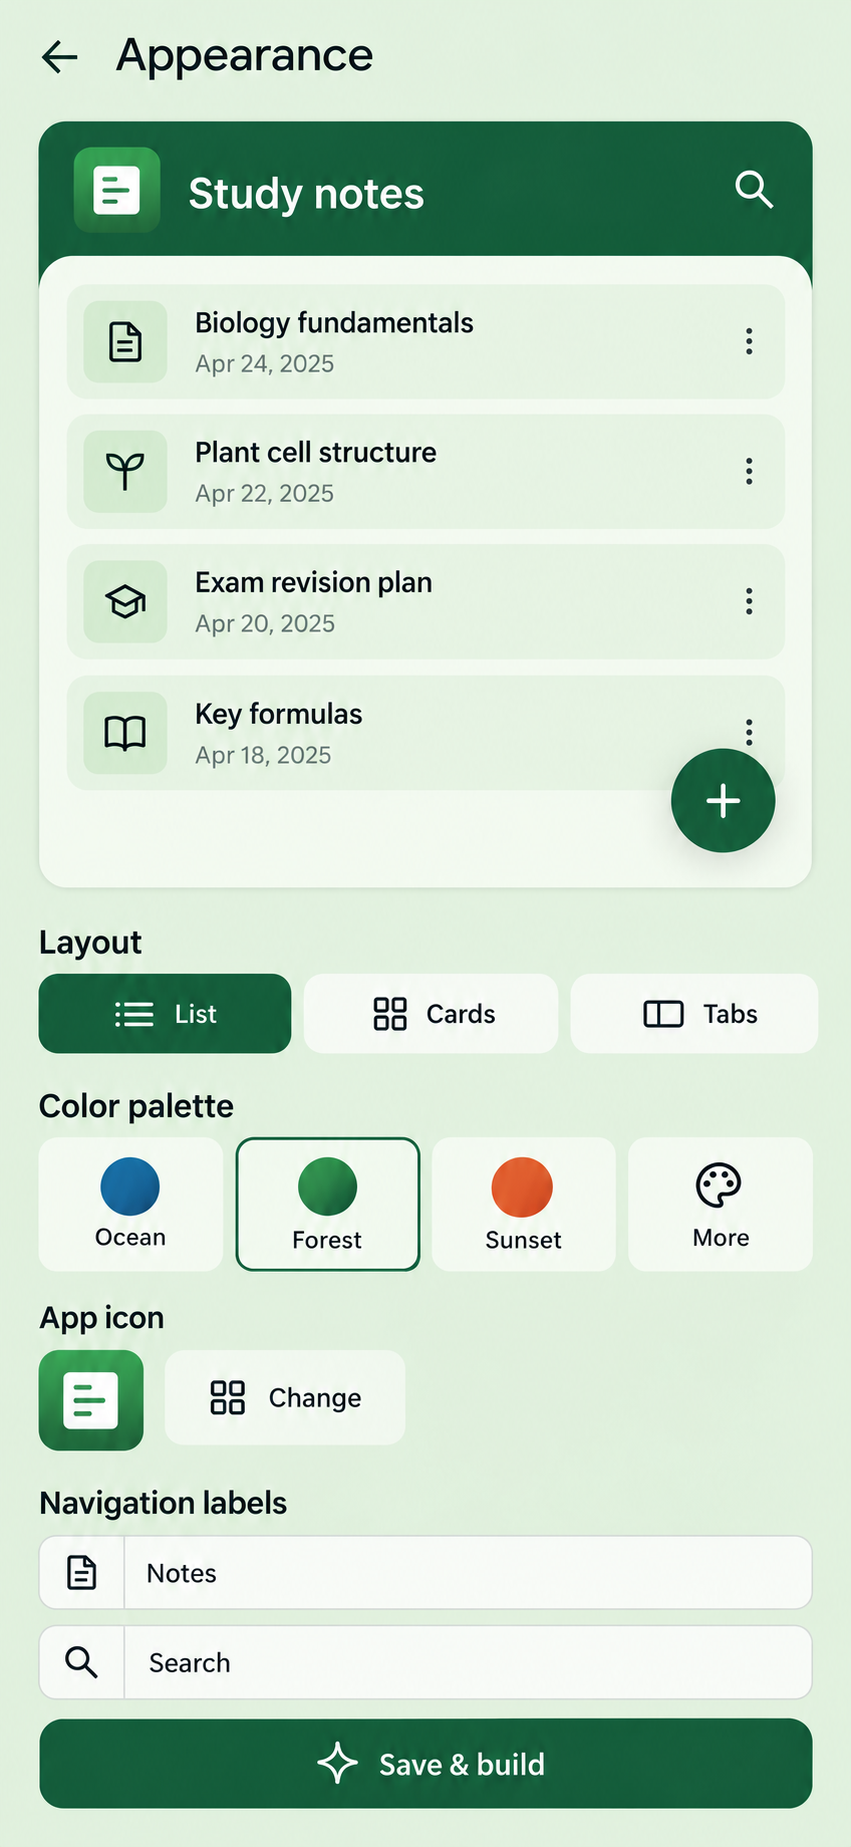 Appearance
Study notes
Biology fundamentals
Apr 24, 2025
Plant cell structure
Apr 22, 2025
Exam revision plan
Apr 20, 2025
Key formulas
Apr 18, 2025
Layout
List
Cards
Tabs
Color palette
Ocean
Forest
Sunset
More
App icon
Change
Navigation labels
Notes
Search
Save & build